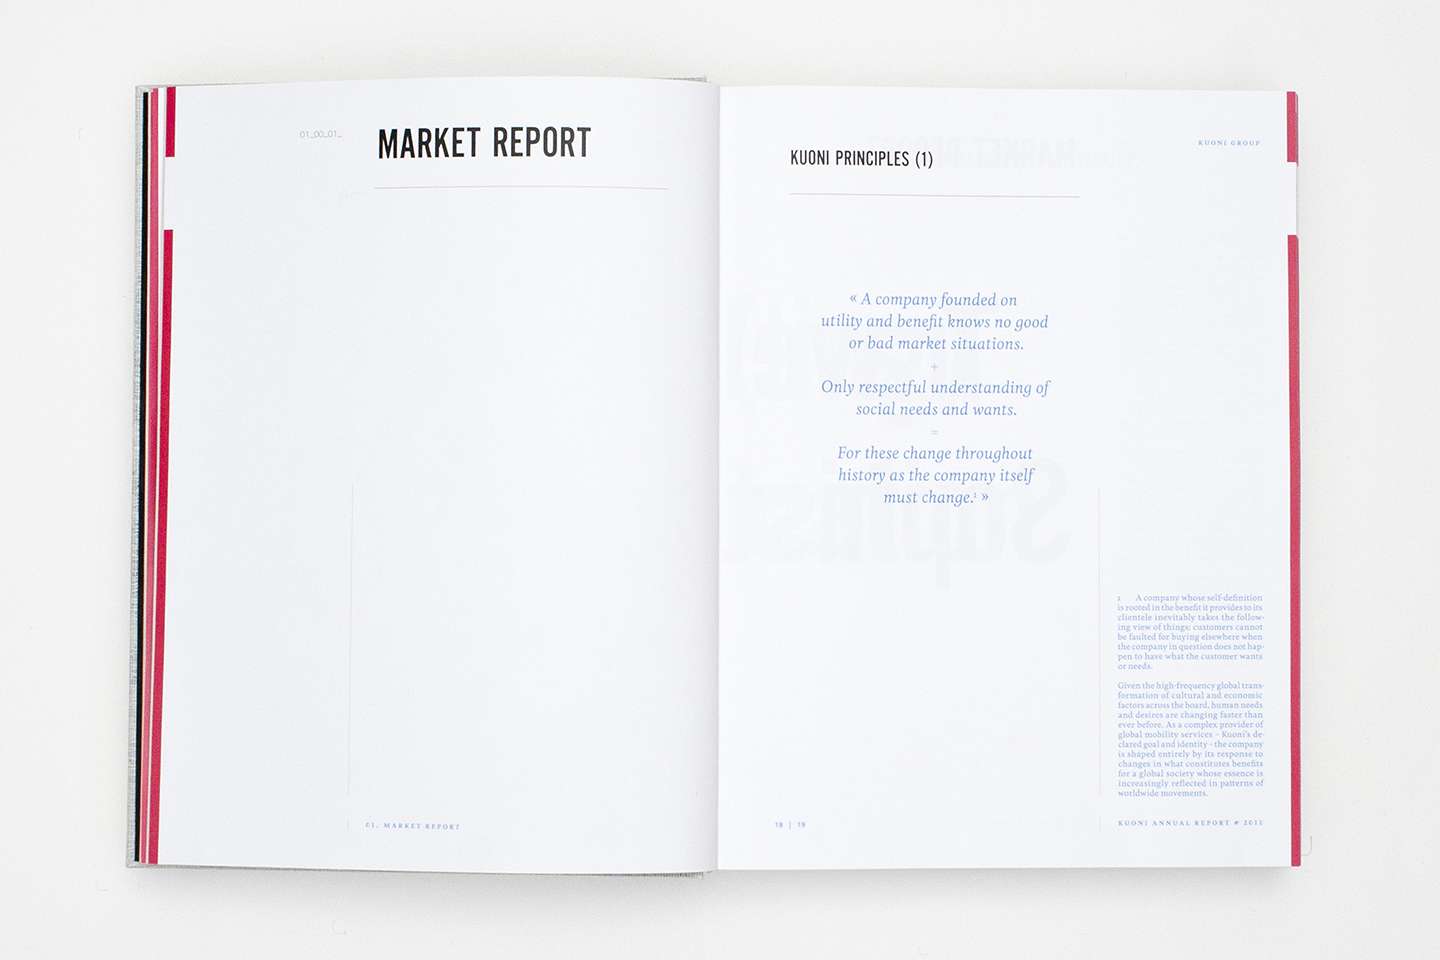 01_00_01_
MARKET REPORT
01. MARKET REPORT
KUONI GROUP
KUONI PRINCIPLES (1)
« A company founded on
utility and benefit knows no good
or bad market situations.
+
Only respectful understanding of
social needs and wants.
=
For these change throughout
history as the company itself
must change.¹ »
1 A company whose self-definition
is rooted in the benefit it provides to its
clientele inevitably takes the follow-
ing view of things: customers cannot
be faulted for buying elsewhere when
the company in question does not hap-
pen to have what the customer wants
or needs.
Given the high-frequency global trans-
formation of cultural and economic
factors across the board, human needs
and desires are changing faster than
ever before. As a complex provider of
global mobility services – Kuoni's de-
clared goal and identity – the company
is shaped entirely by its response to
changes in what constitutes benefits
for a global society whose essence is
increasingly reflected in patterns of
worldwide movements.
18 | 19
KUONI ANNUAL REPORT